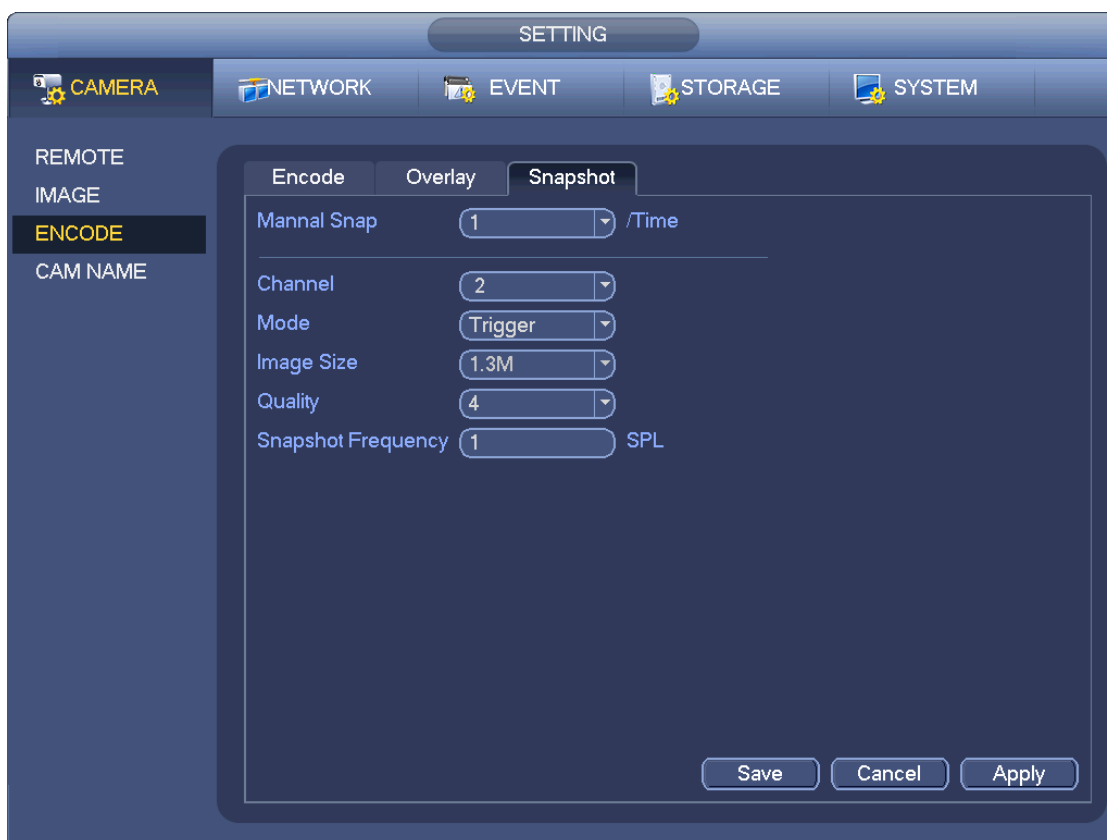 SETTING
CAMERA NETWORK EVENT STORAGE SYSTEM
REMOTE
IMAGE
ENCODE
CAM NAME
Encode Overlay Snapshot
Mannal Snap 1 /Time
Channel 2
Mode Trigger
Image Size 1.3M
Quality 4
Snapshot Frequency 1 SPL
Save Cancel Apply